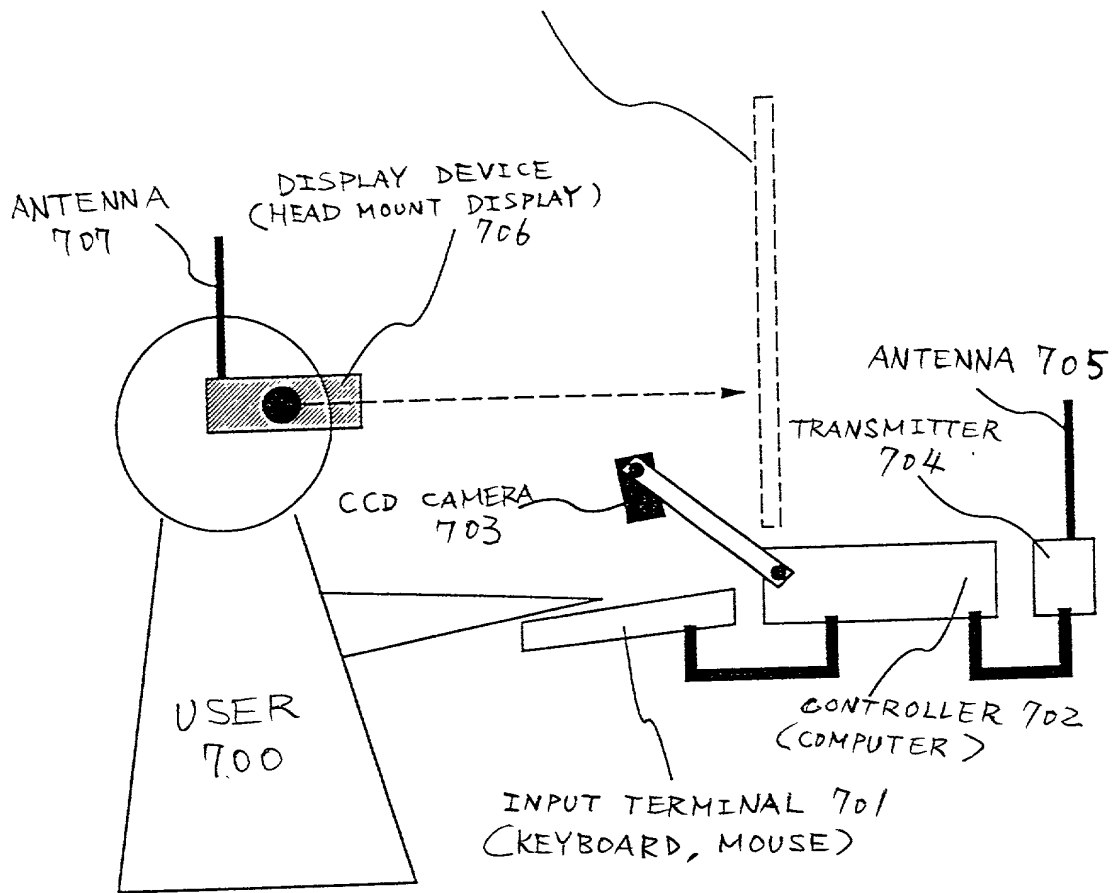 ANTENNA
707
DISPLAY DEVICE
(HEAD MOUNT DISPLAY)
706
ANTENNA 705
TRANSMITTER
704
CCD CAMERA
703
USER
700
CONTROLLER 702
(COMPUTER)
INPUT TERMINAL 701
(KEYBOARD, MOUSE)